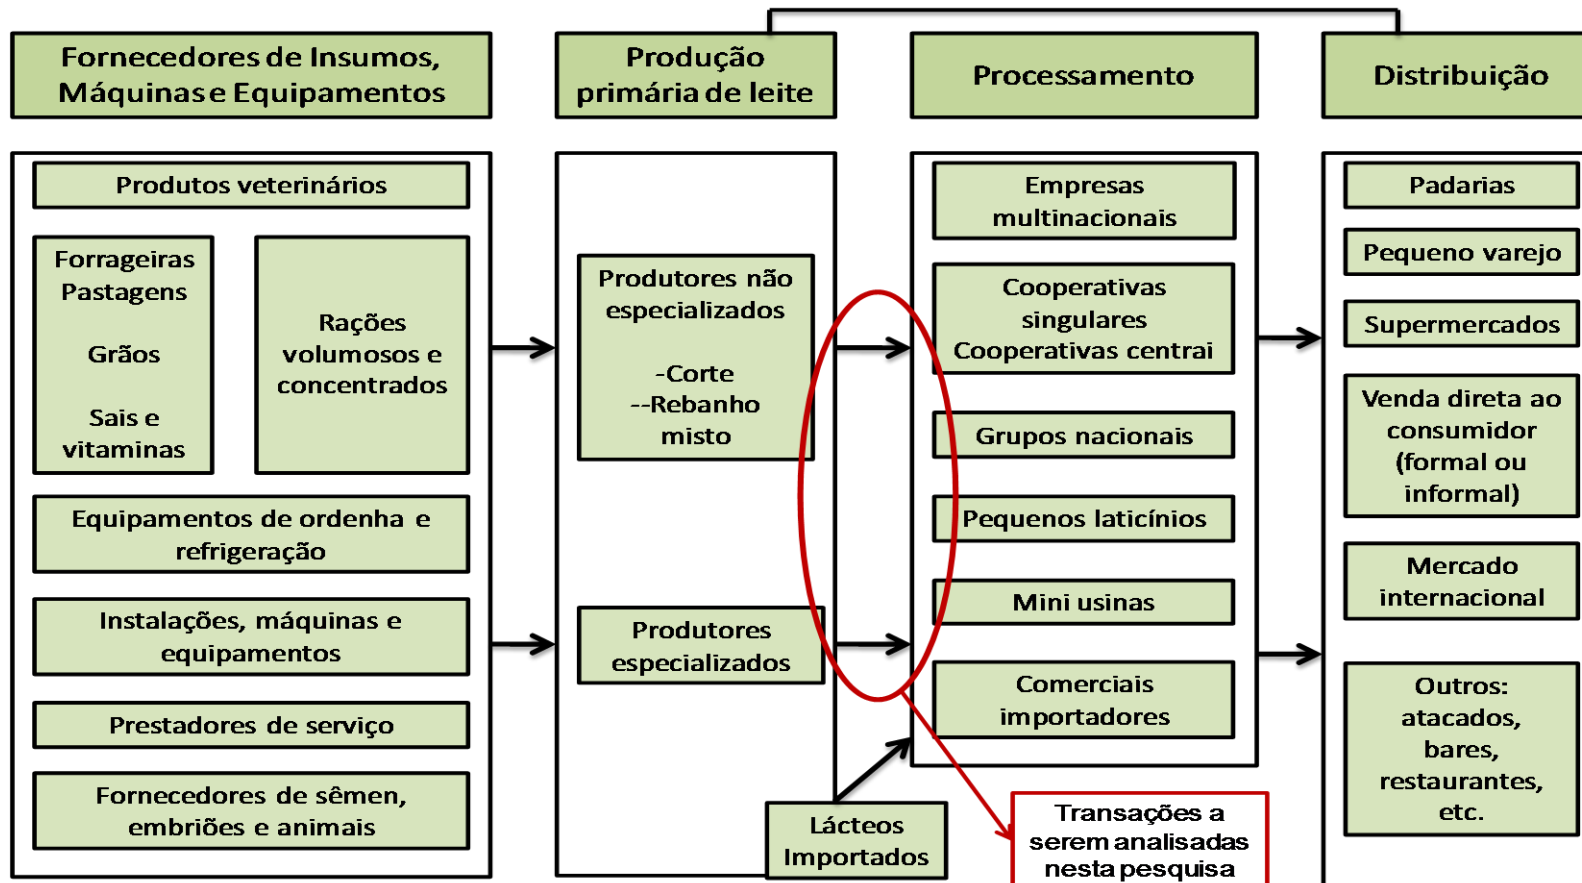 Fornecedores de Insumos,
Máquinas e Equipamentos
Produção
primária de leite
Processamento
Distribuição
Produtos veterinários
Forrageiras
Pastagens
Grãos
Sais e
vitaminas
Rações
volumosos e
concentrados
Equipamentos de ordenha e
refrigeração
Instalações, máquinas e
equipamentos
Prestadores de serviço
Fornecedores de sêmen,
embriões e animais
Produtores não
especializados
-Corte
--Rebanho
misto
Produtores
especializados
Lácteos
Importados
Empresas
multinacionais
Cooperativas
singulares
Cooperativas centrai
Grupos nacionais
Pequenos laticínios
Mini usinas
Comerciais
importadores
Transações a
serem analisadas
nesta pesquisa
Padarias
Pequeno varejo
Supermercados
Venda direta ao
consumidor
(formal ou
informal)
Mercado
internacional
Outros:
atacados,
bares,
restaurantes,
etc.